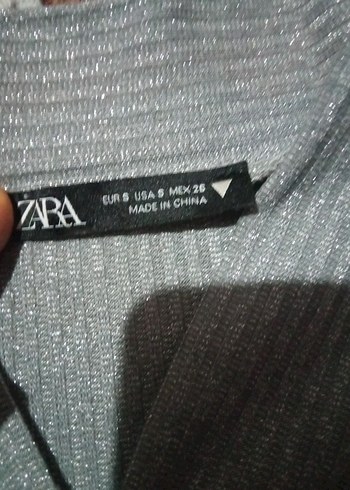 ZARA
EUR S USA S MEX 26
MADE IN CHINA